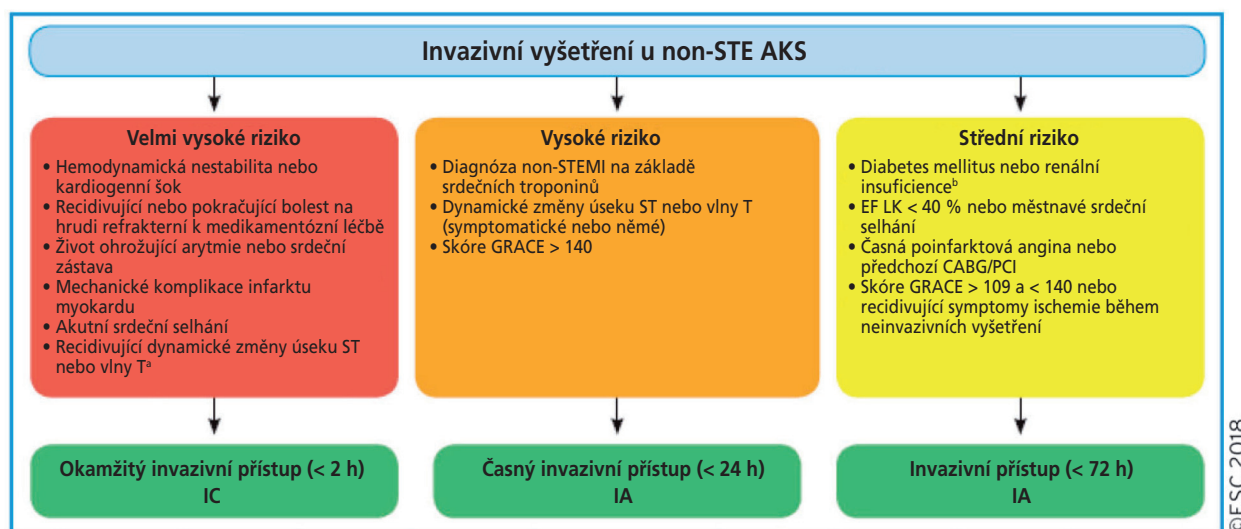 Invazivní vyšetření u non-STE AKS
Velmi vysoké riziko
• Hemodynamická nestabilita nebo
kardiogenní šok
• Recidivující nebo pokračující bolest na
hrudi refrakterní k medikamentózní léčbě
• Život ohrožující arytmie nebo srdeční
zástava
• Mechanické komplikace infarktu
myokardu
• Akutní srdeční selhání
• Recidivující dynamické změny úseku ST
nebo vlny Tᵃ
Okamžitý invazivní přístup (< 2 h)
IC
Vysoké riziko
• Diagnóza non-STEMI na základě
srdečních troponinů
• Dynamické změny úseku ST nebo vlny T
(symptomatické nebo němé)
• Skóre GRACE > 140
Časný invazivní přístup (< 24 h)
IA
Střední riziko
• Diabetes mellitus nebo renální
insuficienceᵇ
• EF LK < 40 % nebo městnavé srdeční
selhání
• Časná poinfarktová angina nebo
předchozí CABG/PCI
• Skóre GRACE > 109 a < 140 nebo
recidivující symptomy ischemie během
neinvazivních vyšetření
Invazivní přístup (< 72 h)
IA
©ESC 2018